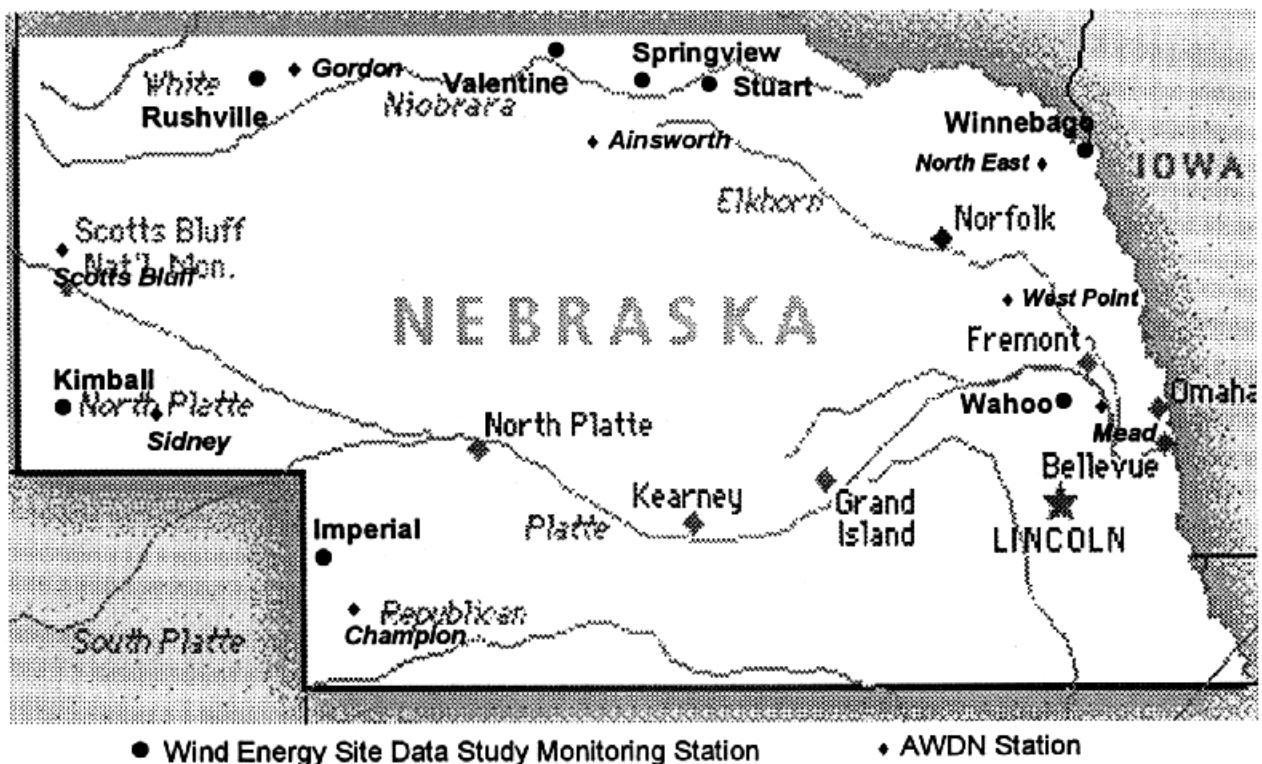 Springview
Gordon
White
Valentine
Stuart
Niobrara
Rushville
Winnebago
Ainsworth
North East
IOWA
Elkhorn
Norfolk
Scotts Bluff
Nat'l Mon.
Scotts Bluff
West Point
NEBRASKA
Fremont
Kimball
Omaha
North Platte
Wahoo
North Platte
Sidney
Mead
Bellevue
Kearney
Grand
Island
Platte
Imperial
LINCOLN
Republican
Champion
South Platte
Wind Energy Site Data Study Monitoring Station
AWDN Station